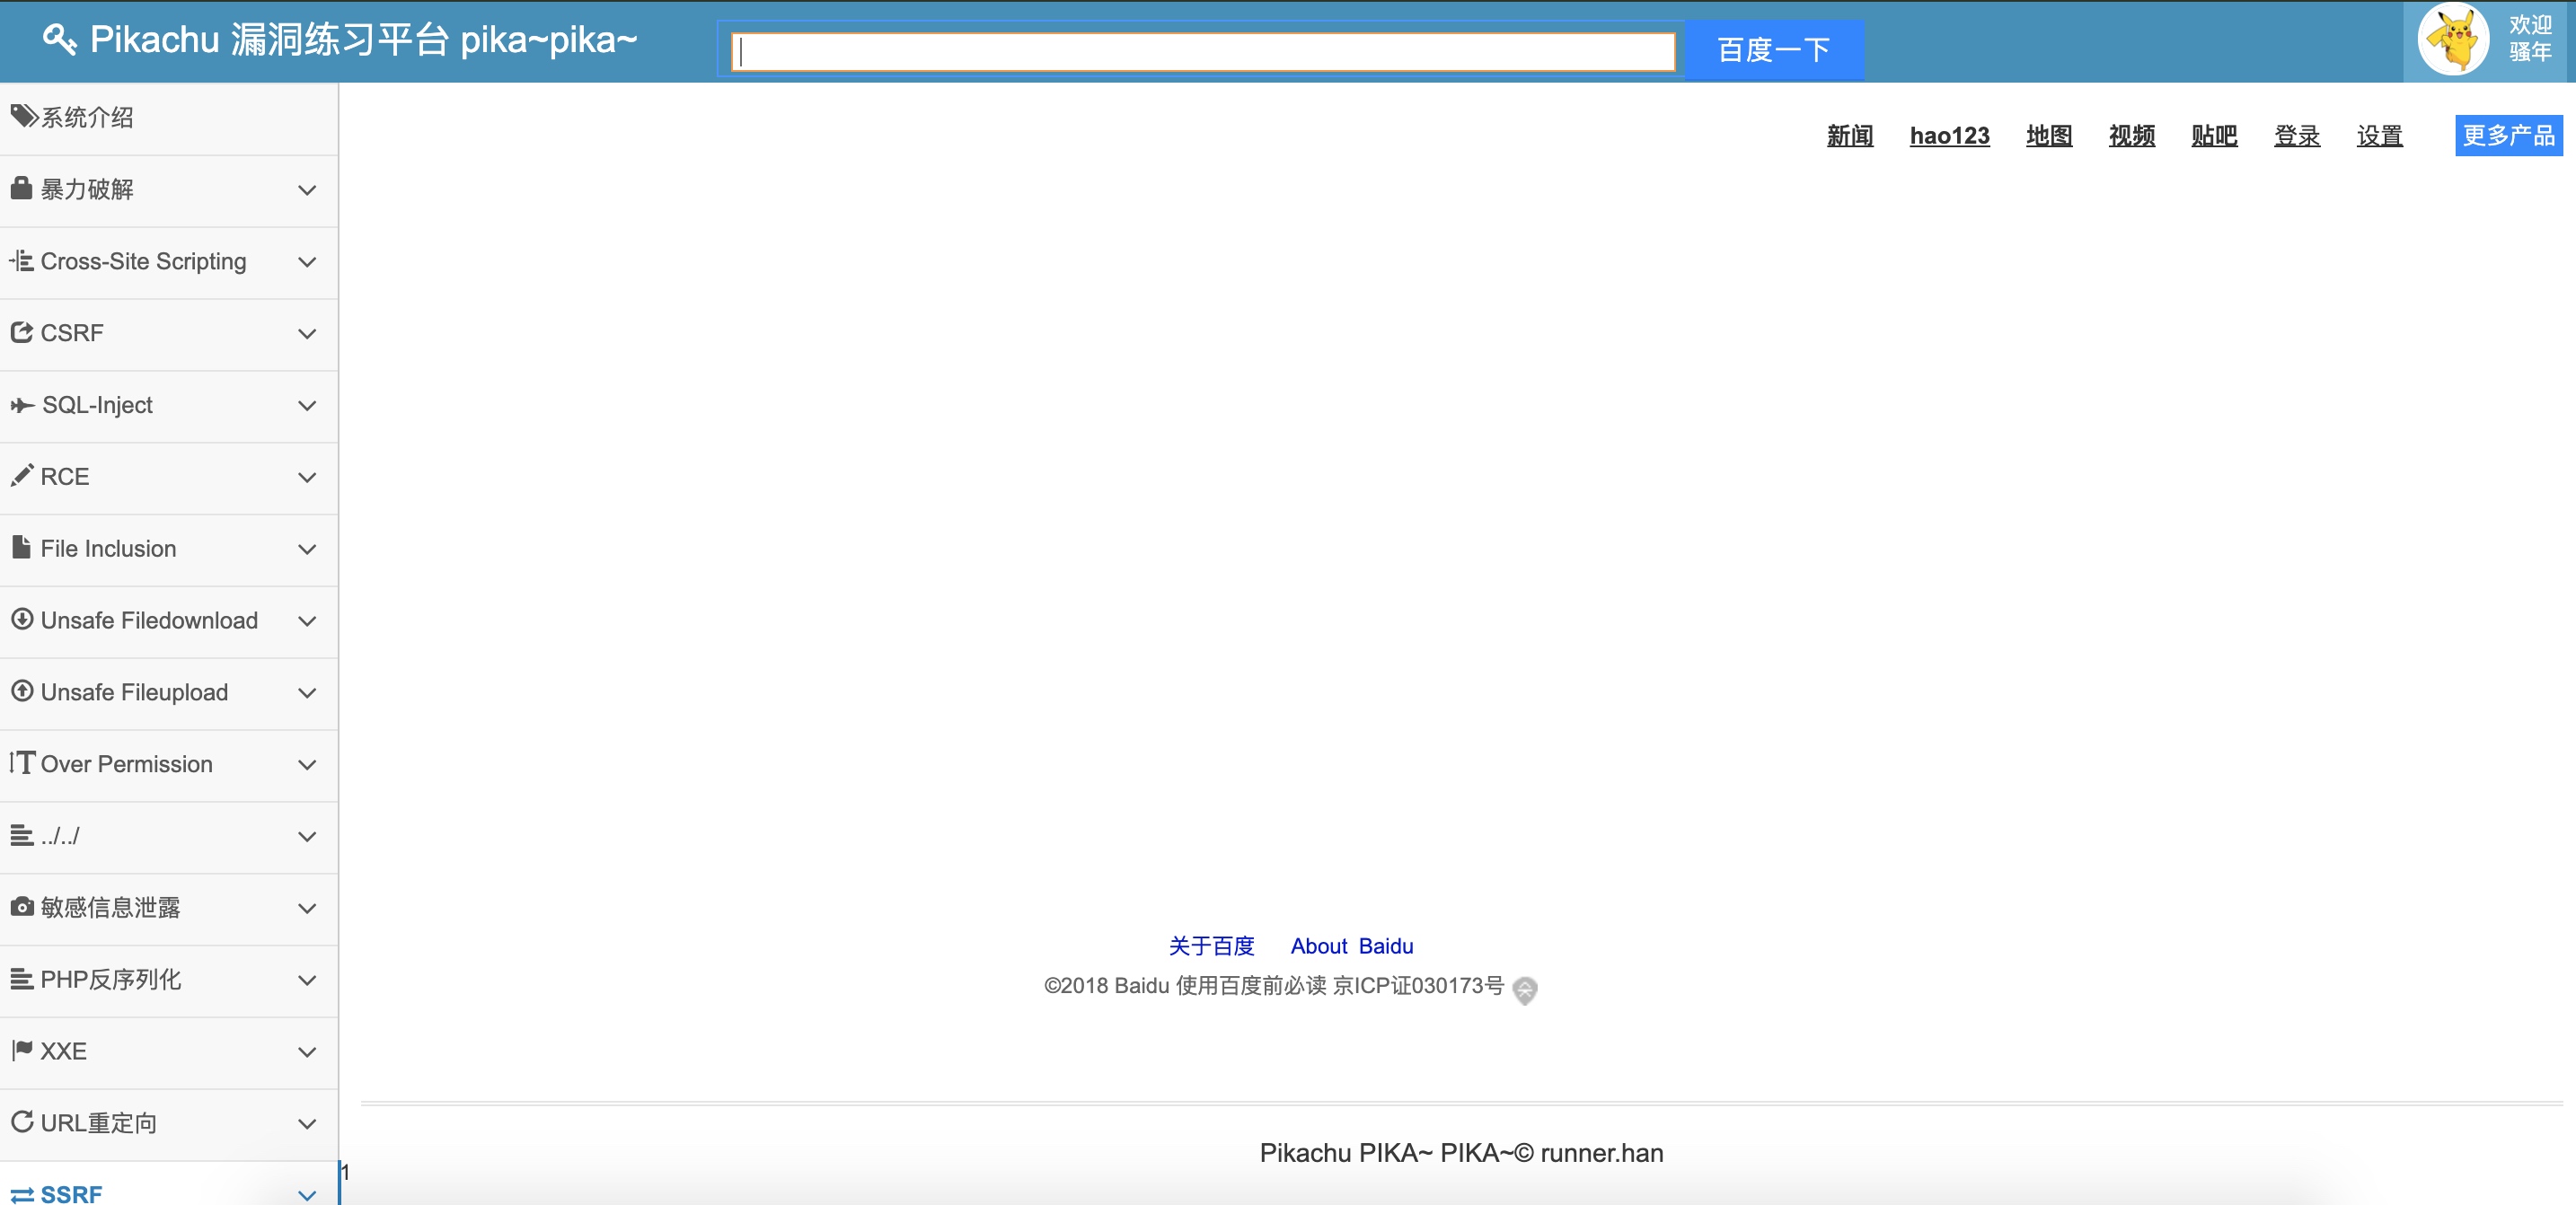 Pikachu 漏洞练习平台 pika~pika~
百度一下
欢迎
骚年
新闻 hao123 地图 视频 贴吧 登录 设置 更多产品
系统介绍
暴力破解
Cross-Site Scripting
CSRF
SQL-Inject
RCE
File Inclusion
Unsafe Filedownload
Unsafe Fileupload
Over Permission
../../
敏感信息泄露
PHP反序列化
XXE
URL重定向
SSRF
关于百度 About Baidu
©2018 Baidu 使用百度前必读 京ICP证030173号
Pikachu PIKA~ PIKA~© runner.han
1